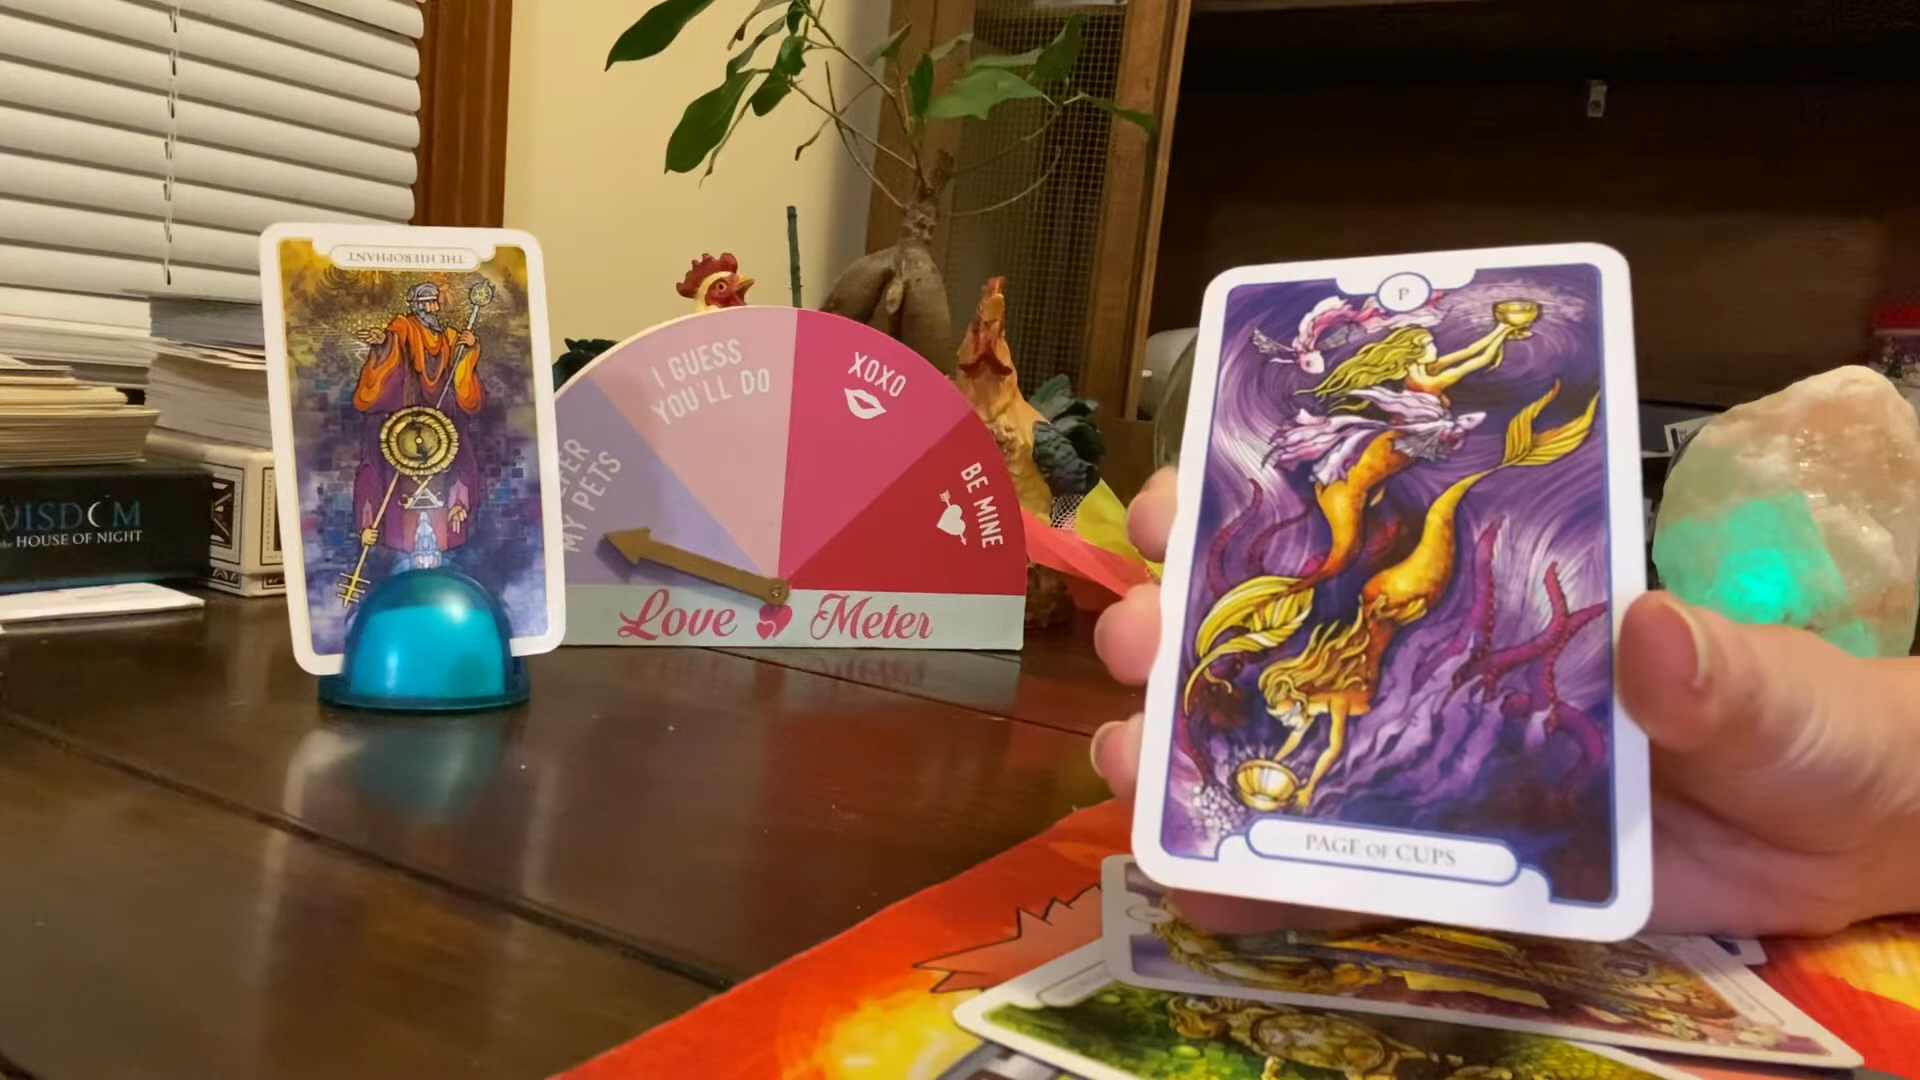 THE HIEROPHANT
I GUESS
YOU'LL DO
XOXO
BE MINE
MY PETS
Love Meter
WISDOM
HOUSE OF NIGHT
P
PAGE OF CUPS